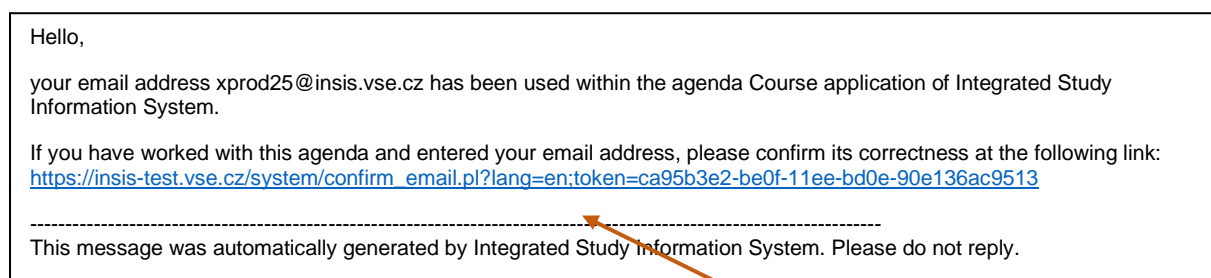 Hello,
your email address xprod25@insis.vse.cz has been used within the agenda Course application of Integrated Study
Information System.
If you have worked with this agenda and entered your email address, please confirm its correctness at the following link:
https://insis-test.vse.cz/system/confirm_email.pl?lang=en;token=ca95b3e2-be0f-11ee-bd0e-90e136ac9513
--------------------------------------------------------------------------------------------------------------------------
This message was automatically generated by Integrated Study Information System. Please do not reply.